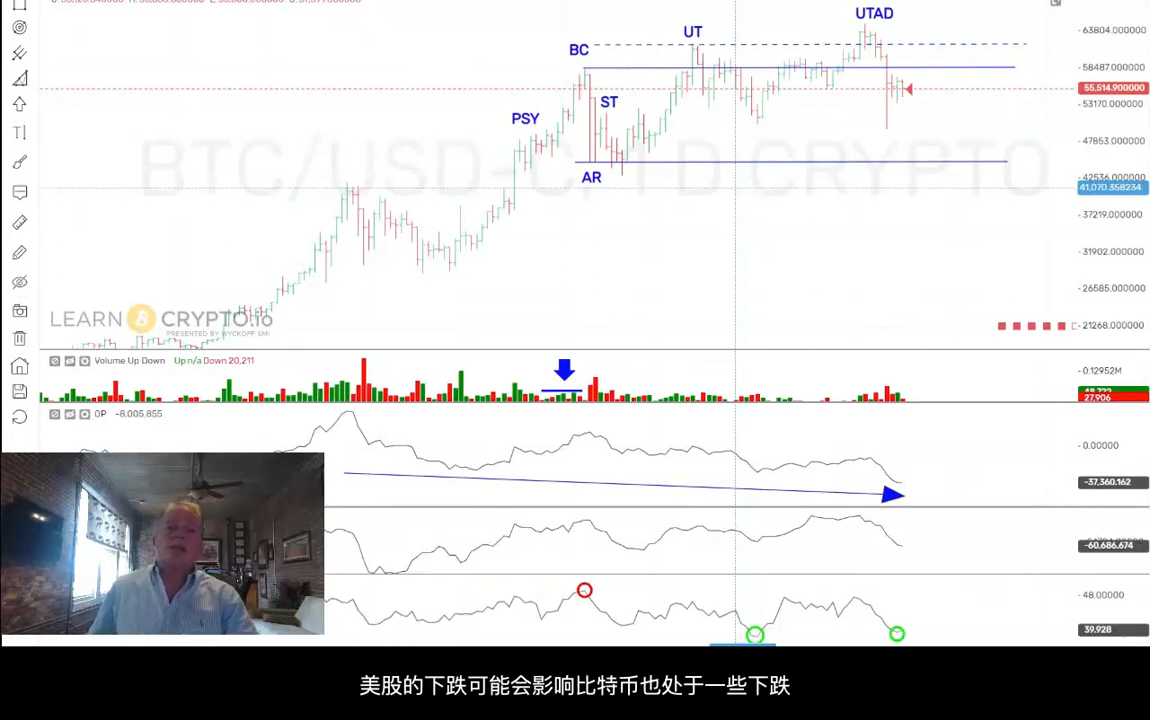 UTAD
UT
BC
63804.000000
58487.000000
55,514.900000
ST
53170.000000
PSY
47853.000000
BTC/USD-C, 1D CRYPTO
AR
42536.000000
41,070.358234
37219.000000
31902.000000
26585.000000
LEARN CRYPTO.io
PRESENTED BY WYCKOFF SMI
21268.000000
Volume Up Down Up n/a Down 20,211
0.12952M
27,906
OP -8,005.855
0.00000
-37,360.162
-60,686.674
48.00000
39.928
美股的下跌可能会影响比特币也处于一些下跌